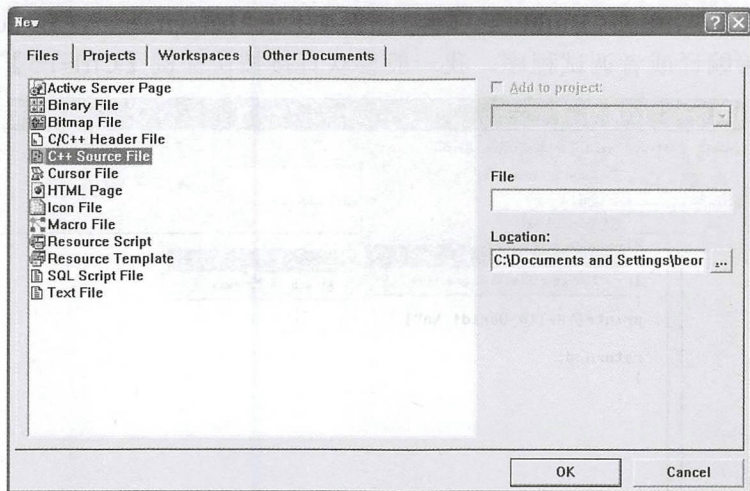 New
Files
Projects
Workspaces
Other Documents
Active Server Page
Binary File
Bitmap File
C/C++ Header File
C++ Source File
Cursor File
HTML Page
Icon File
Macro File
Resource Script
Resource Template
SQL Script File
Text File
Add to project:
File
Location:
C:\Documents and Settings\beor
...
OK
Cancel